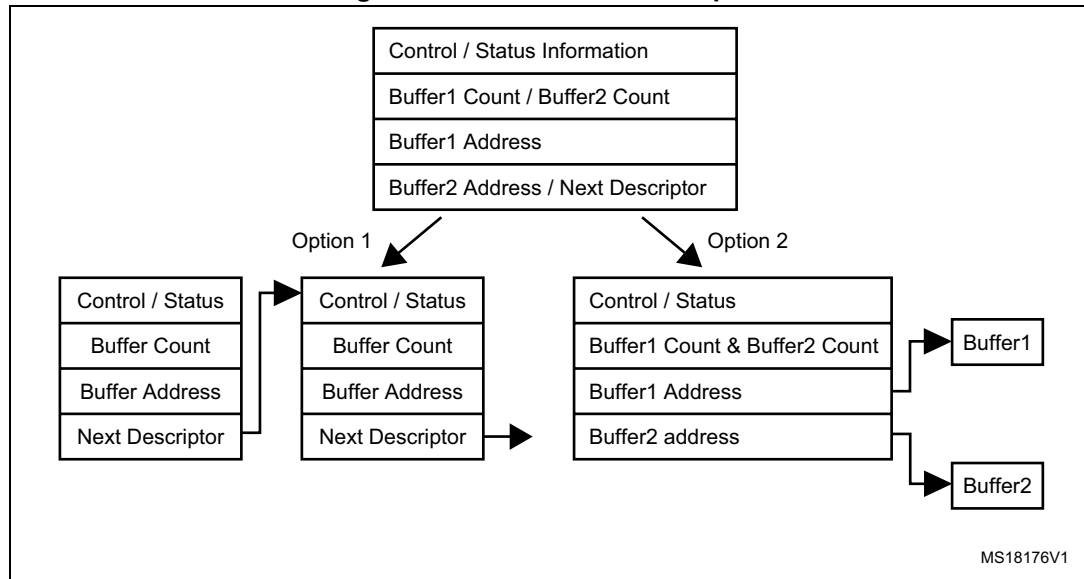 Control / Status Information
Buffer1 Count / Buffer2 Count
Buffer1 Address
Buffer2 Address / Next Descriptor
Option 1
Option 2
Control / Status
Buffer Count
Buffer Address
Next Descriptor
Control / Status
Buffer Count
Buffer Address
Next Descriptor
Control / Status
Buffer1 Count & Buffer2 Count
Buffer1 Address
Buffer2 address
Buffer1
Buffer2
MS18176V1